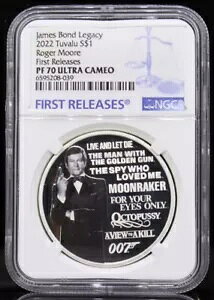 James Bond Legacy
2022 Tuvalu S$1
Roger Moore
First Releases
PF 70 ULTRA CAMEO
6595208-039
FIRST RELEASES
NGC
LIVE AND LET DIE
THE MAN WITH
THE GOLDEN GUN
THE SPY WHO
LOVED ME
MOONRAKER
FOR YOUR
EYES ONLY
OCTOPUSSY
A VIEW TO A KILL
007